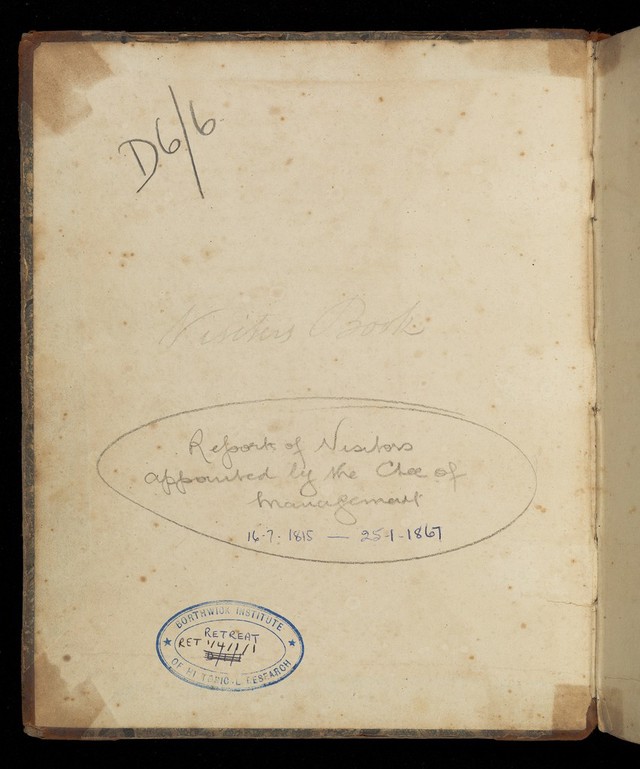 D6/6
Visitors Book
Reports of Visitors
appointed by the Ctee of
Management
16.7.1815 — 25-1-1867
BORTHWICK INSTITUTE
RETREAT
RET 1/4/1/1
OF HISTORICAL RESEARCH